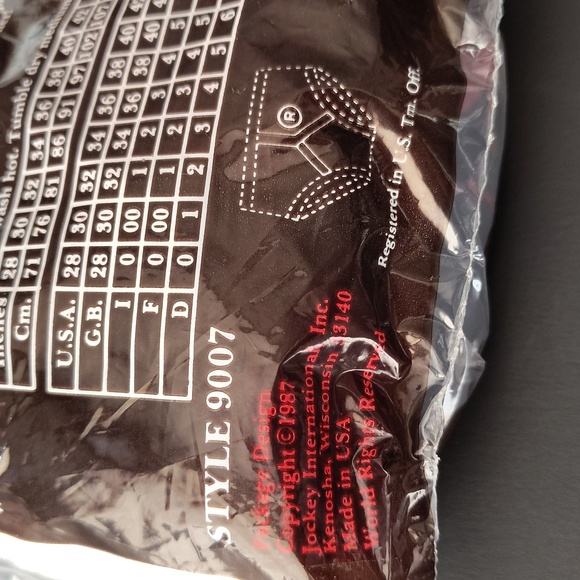 ash hot. Tumble dry
Inches 28 30 32 34 36 38 40
Cm. 71 76 81 86 91 97 102 107
U.S.A. 28 30 32 34 36 38 40
G.B. 28 30 32 34 36 38 40
I 0 00 1 2 3 4 5
F 0 00 1 2 3 4 5
D 0 1 2 3 4 5 6
STYLE 9007
®
Registered in U.S. Tm. Off.
Package Design
Copyright ©1987
Jockey International, Inc.
Kenosha, Wisconsin 53140
Made in USA
World Rights Reserved